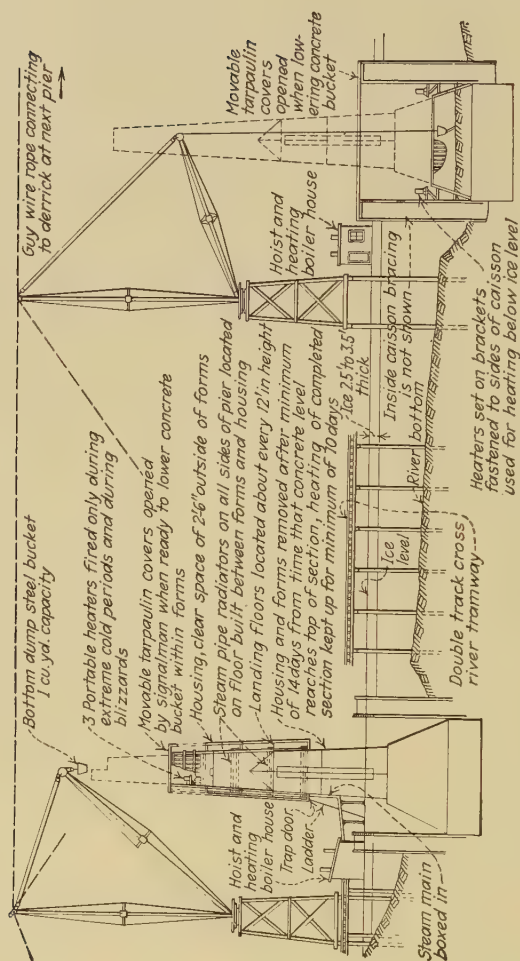 Guy wire rope connecting
to derrick at next pier
Movable
tarpaulin
covers
opened
when low-
ering concrete
bucket
Hoist and
heating
boiler house
Ice 2.5' to 3.5'
thick
Inside caisson bracing
is not shown
River
bottom
Heaters set on brackets
fastened to sides of caisson
used for heating below ice level
Bottom dump steel bucket
1 cu. yd. capacity
3 Portable heaters fired only during
extreme cold periods and during
blizzards
Movable tarpaulin covers opened
by signalman when ready to lower concrete
bucket within forms
Housing, clear space of 2'6" outside of forms
Steam pipe radiators on all sides of pier located
on floor built between forms and housing
Landing floors located about every 12' in height
Housing and forms removed after minimum
of 14 days from time that concrete level
reaches top of section, heating of completed
section kept up for minimum of 10 days
Ice
level
Double track cross
river tramway
Hoist and
heating
boiler house
Trap door
Ladder
Steam main
boxed in